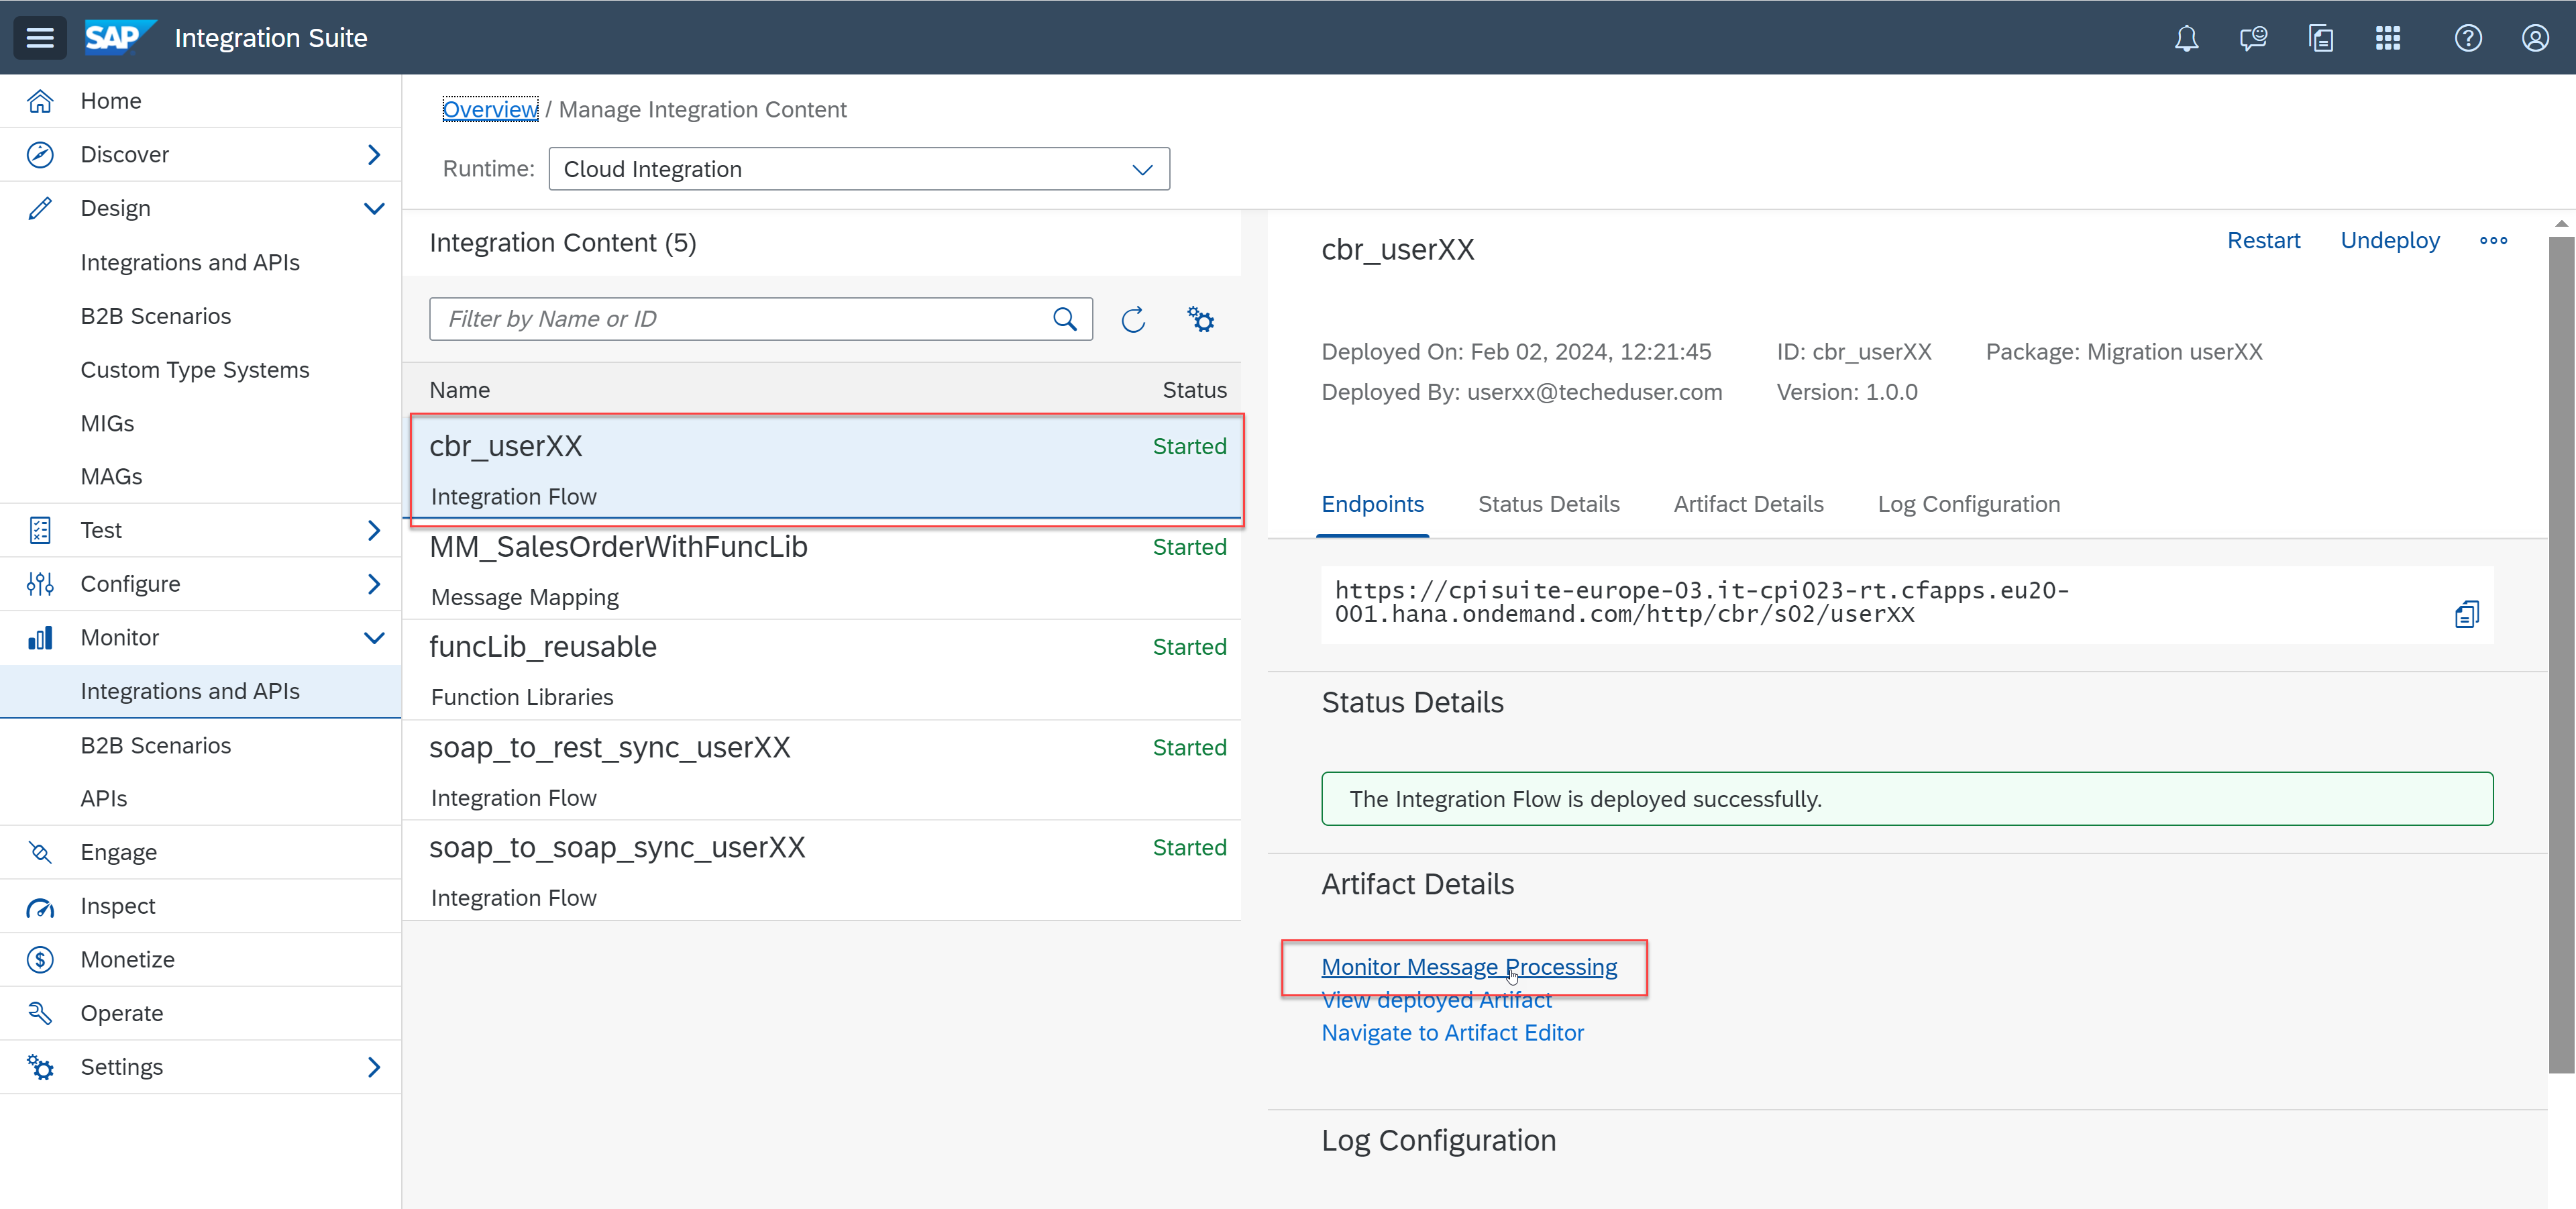 SAP Integration Suite
Home
Discover
Design
Integrations and APIs
B2B Scenarios
Custom Type Systems
MIGs
MAGs
Test
Configure
Monitor
Integrations and APIs
B2B Scenarios
APIs
Engage
Inspect
Monetize
Operate
Settings
Overview / Manage Integration Content
Runtime: Cloud Integration
Integration Content (5)
Filter by Name or ID
Name Status
cbr_userXX Started
Integration Flow
MM_SalesOrderWithFuncLib Started
Message Mapping
funcLib_reusable Started
Function Libraries
soap_to_rest_sync_userXX Started
Integration Flow
soap_to_soap_sync_userXX Started
Integration Flow
cbr_userXX
Restart Undeploy
Deployed On: Feb 02, 2024, 12:21:45 ID: cbr_userXX Package: Migration userXX
Deployed By: userxx@techeduser.com Version: 1.0.0
Endpoints Status Details Artifact Details Log Configuration
https://cpisuite-europe-03.it-cpi023-rt.cfapps.eu20-
001.hana.ondemand.com/http/cbr/s02/userXX
Status Details
The Integration Flow is deployed successfully.
Artifact Details
Monitor Message Processing
View deployed Artifact
Navigate to Artifact Editor
Log Configuration